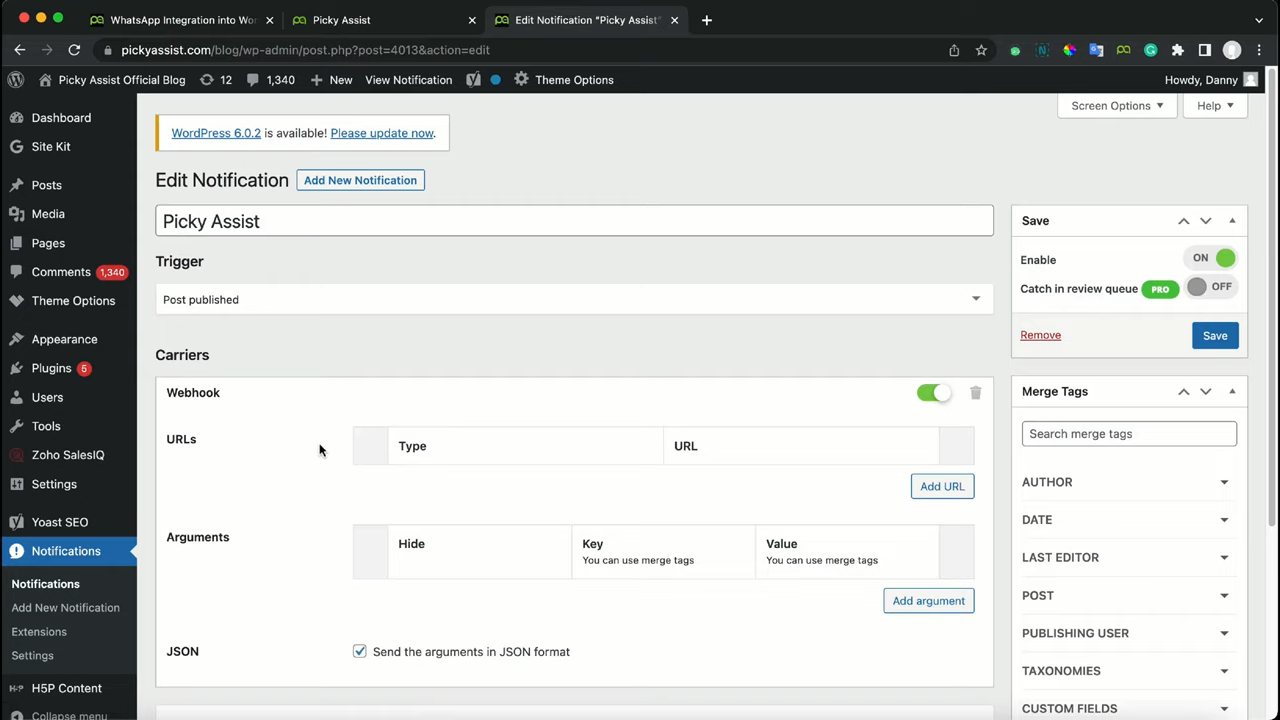 WhatsApp Integration into Wor
Picky Assist
Edit Notification "Picky Assist"
pickyassist.com/blog/wp-admin/post.php?post=4013&action=edit
Picky Assist Official Blog
12
1,340
New
View Notification
Theme Options
Howdy, Danny
Screen Options
Help
Dashboard
Site Kit
Posts
Media
Pages
Comments 1,340
Theme Options
Appearance
Plugins 5
Users
Tools
Zoho SalesIQ
Settings
Yoast SEO
Notifications
Notifications
Add New Notification
Extensions
Settings
H5P Content
Collapse menu
WordPress 6.0.2 is available! Please update now.
Edit Notification
Add New Notification
Picky Assist
Trigger
Post published
Carriers
Webhook
URLs
Type
URL
Add URL
Arguments
Hide
Key
Value
You can use merge tags
You can use merge tags
Add argument
JSON
Send the arguments in JSON format
Save
Enable
ON
Catch in review queue PRO
OFF
Remove
Save
Merge Tags
Search merge tags
AUTHOR
DATE
LAST EDITOR
POST
PUBLISHING USER
TAXONOMIES
CUSTOM FIELDS